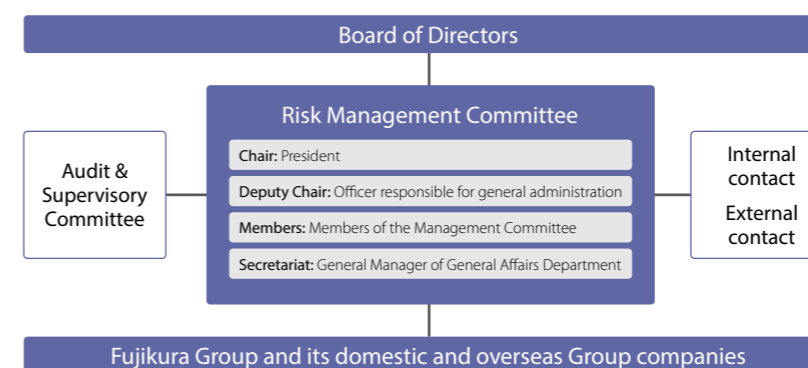 Board of Directors
Risk Management Committee
Chair: President
Deputy Chair: Officer responsible for general administration
Members: Members of the Management Committee
Secretariat: General Manager of General Affairs Department
Audit &
Supervisory
Committee
Internal
contact
External
contact
Fujikura Group and its domestic and overseas Group companies